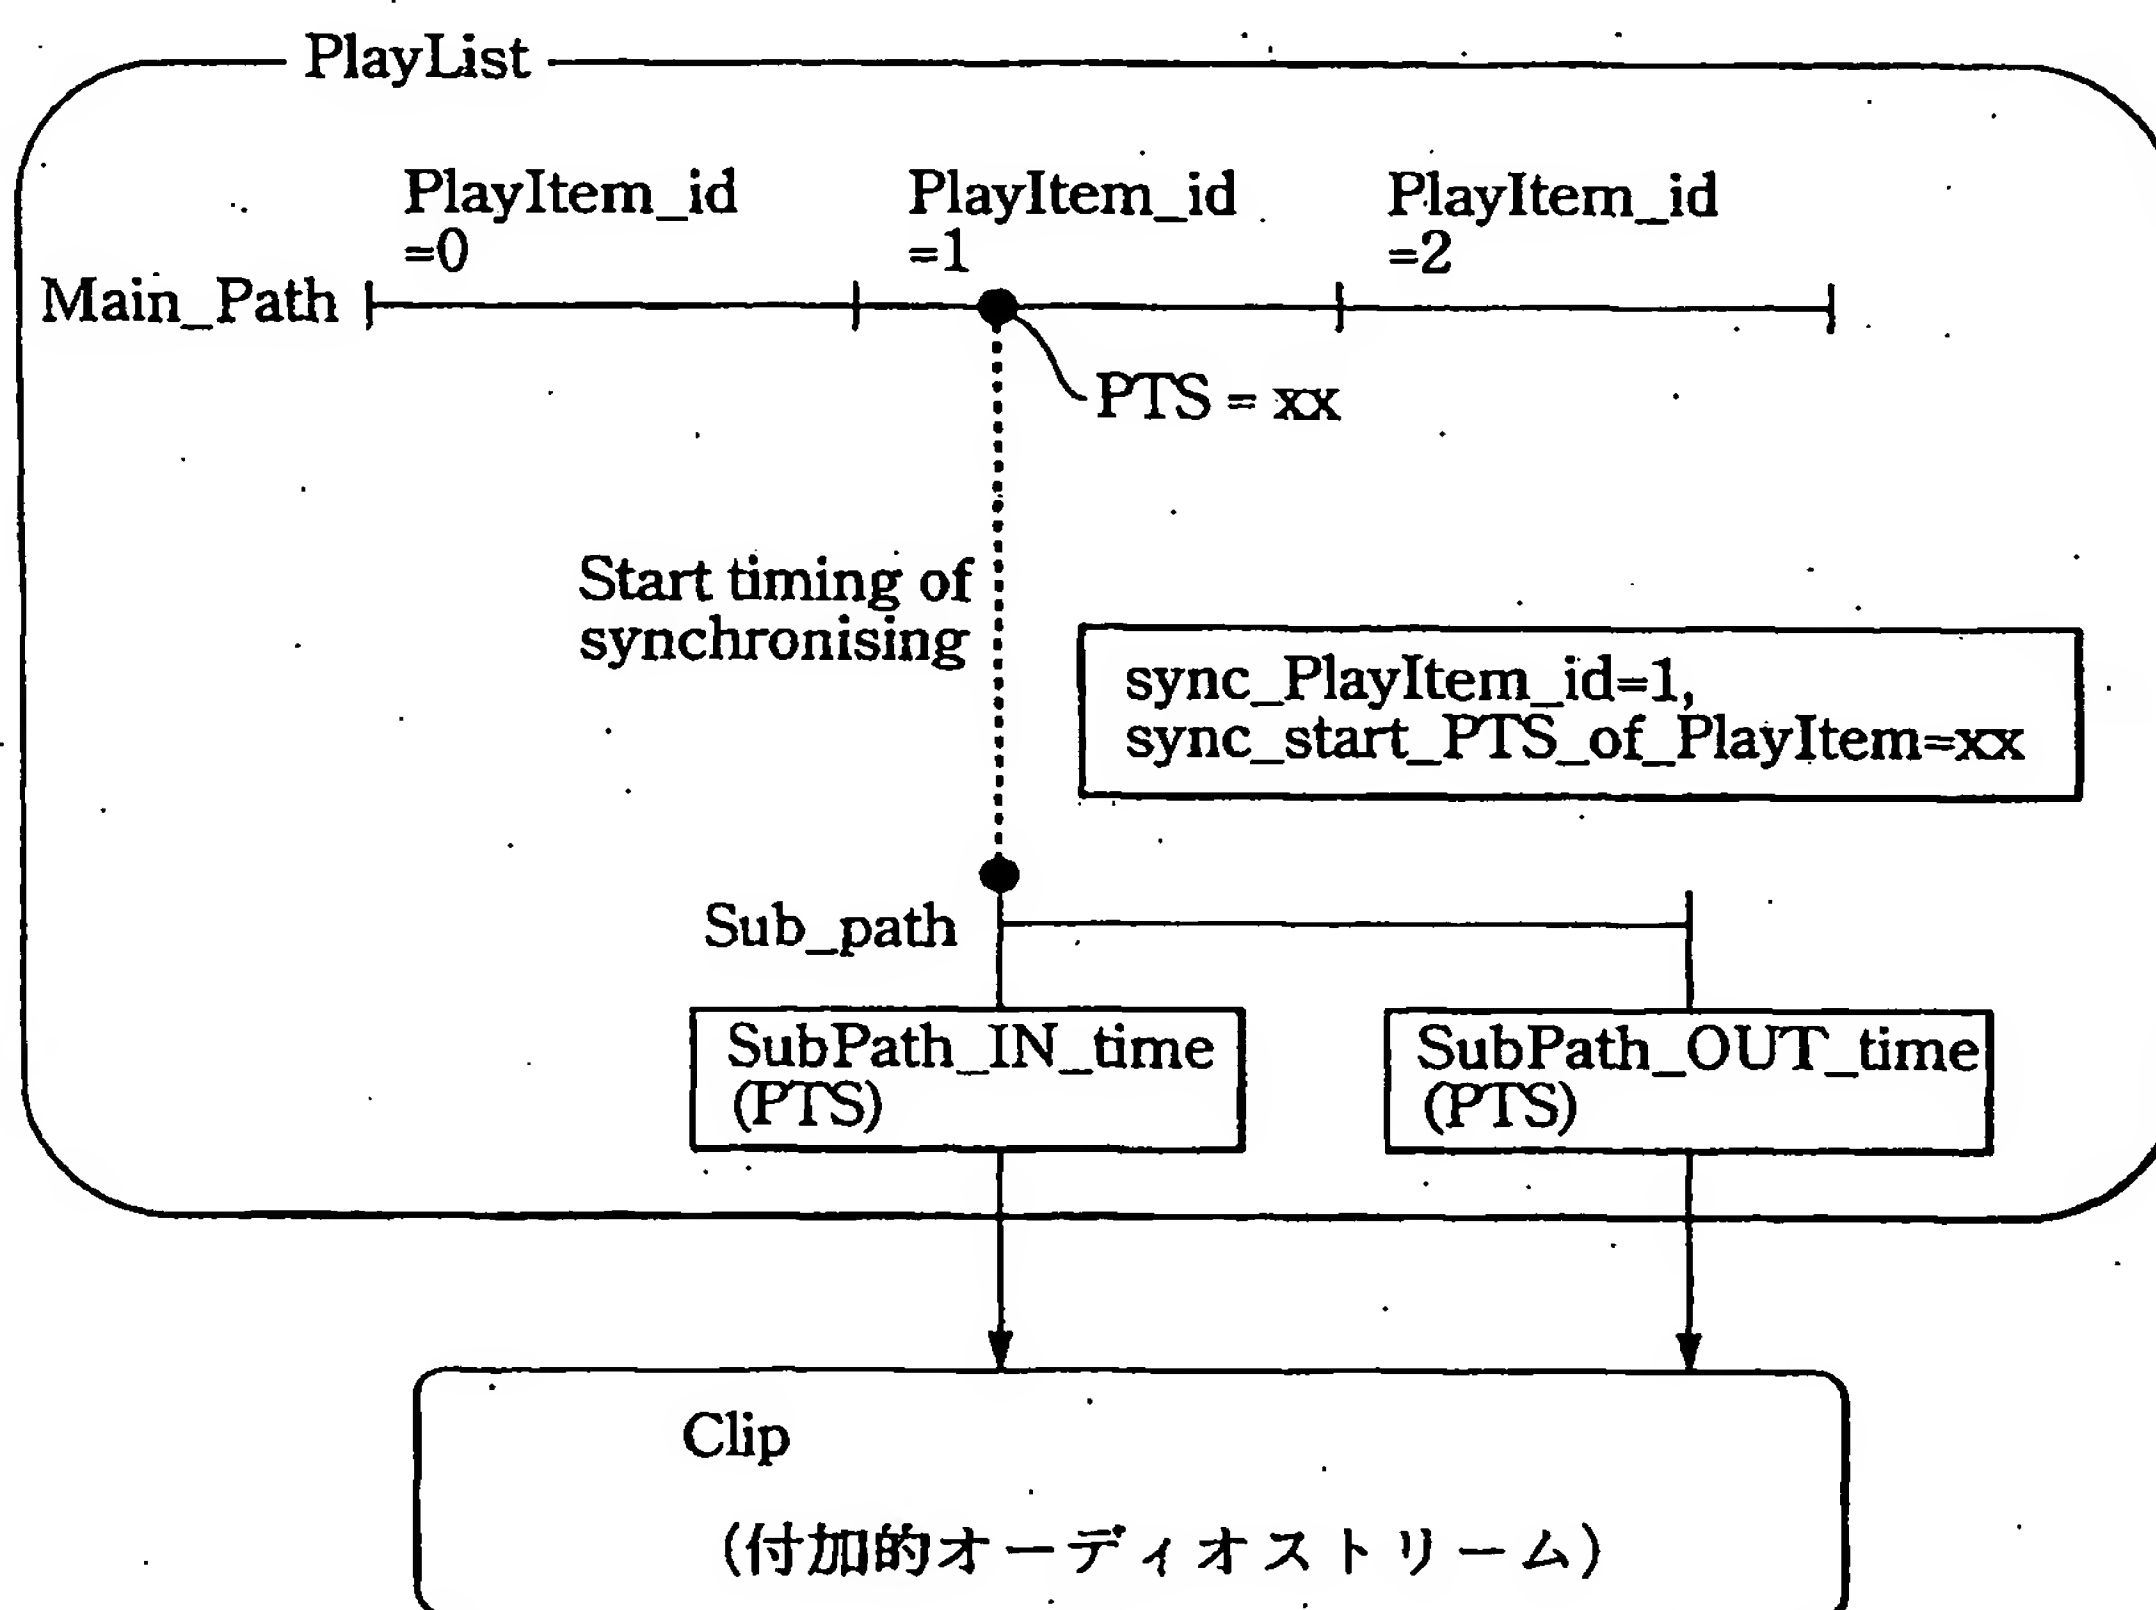 PlayList
PlayItem_id
=0
PlayItem_id
=1
PlayItem_id
=2
Main_Path
PTS = xx
Start timing of
synchronising
sync_PlayItem_id=1,
sync_start_PTS_of_PlayItem=xx
Sub_path
SubPath_IN_time
(PTS)
SubPath_OUT_time
(PTS)
Clip
(付加的オーディオストリーム)